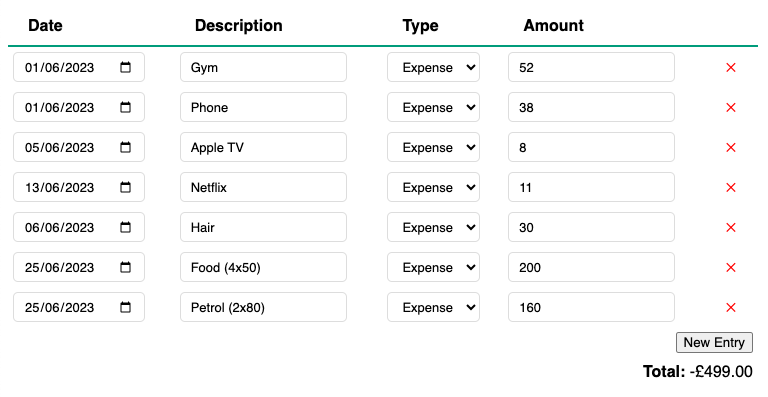 Date Description Type Amount
01/06/2023 Gym Expense 52
01/06/2023 Phone Expense 38
05/06/2023 Apple TV Expense 8
13/06/2023 Netflix Expense 11
06/06/2023 Hair Expense 30
25/06/2023 Food (4x50) Expense 200
25/06/2023 Petrol (2x80) Expense 160
New Entry
Total: -£499.00